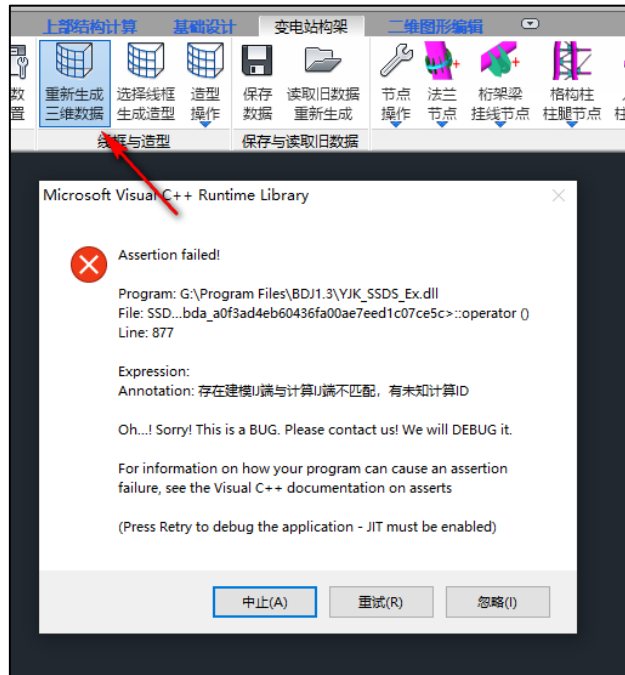 上部结构计算 基础设计 变电站构架 二维图形编辑
数 重新生成 选择线框 造型 保存 读取旧数据 节点 法兰 桁架梁 格构柱
置 三维数据 生成造型 操作 数据 重新生成 操作 节点 挂线节点 柱腿节点 柱
线框与造型 保存与读取旧数据
Microsoft Visual C++ Runtime Library
Assertion failed!
Program: G:\Program Files\BDJ1.3\YJK_SSDS_Ex.dll
File: SSD...bda_a0f3ad4eb60436fa00ae7eed1c07ce5c>::operator ()
Line: 877
Expression:
Annotation: 存在建模IJ端与计算IJ端不匹配，有未知计算ID
Oh...! Sorry! This is a BUG. Please contact us! We will DEBUG it.
For information on how your program can cause an assertion
failure, see the Visual C++ documentation on asserts
(Press Retry to debug the application - JIT must be enabled)
中止(A) 重试(R) 忽略(I)